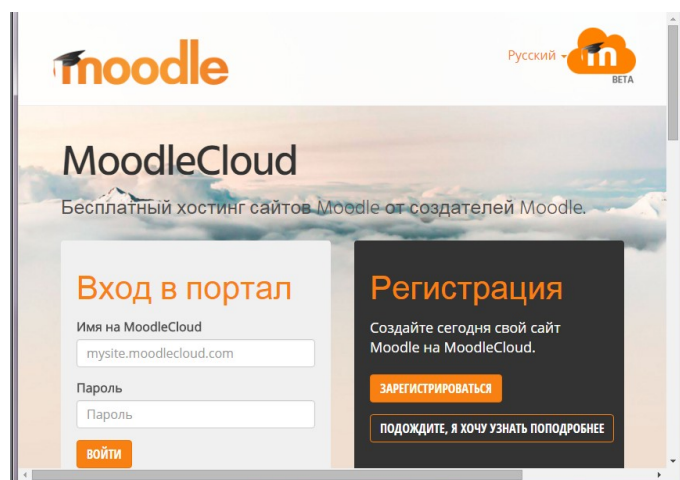 moodle
Русский
m
BETA
MoodleCloud
Бесплатный хостинг сайтов Moodle от создателей Moodle.
Вход в портал
Имя на MoodleCloud
mysite.moodlecloud.com
Пароль
Пароль
ВОЙТИ
Регистрация
Создайте сегодня свой сайт
Moodle на MoodleCloud.
ЗАРЕГИСТРИРОВАТЬСЯ
ПОДОЖДИТЕ, Я ХОЧУ УЗНАТЬ ПОПОДРОБНЕЕ